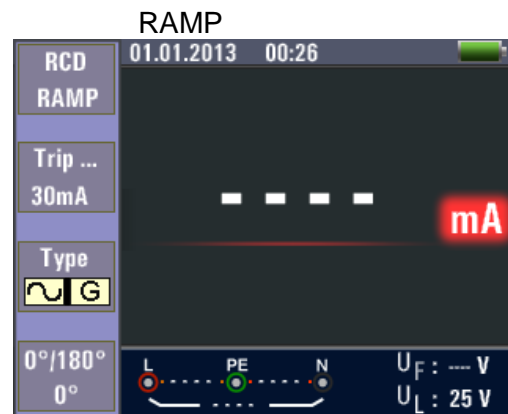 RAMP
01.01.2013 00:26
RCD
RAMP
Trip ...
30mA
- - - -
mA
Type
G
0°/180°
0°
L PE N
UF : ---- V
UL : 25 V